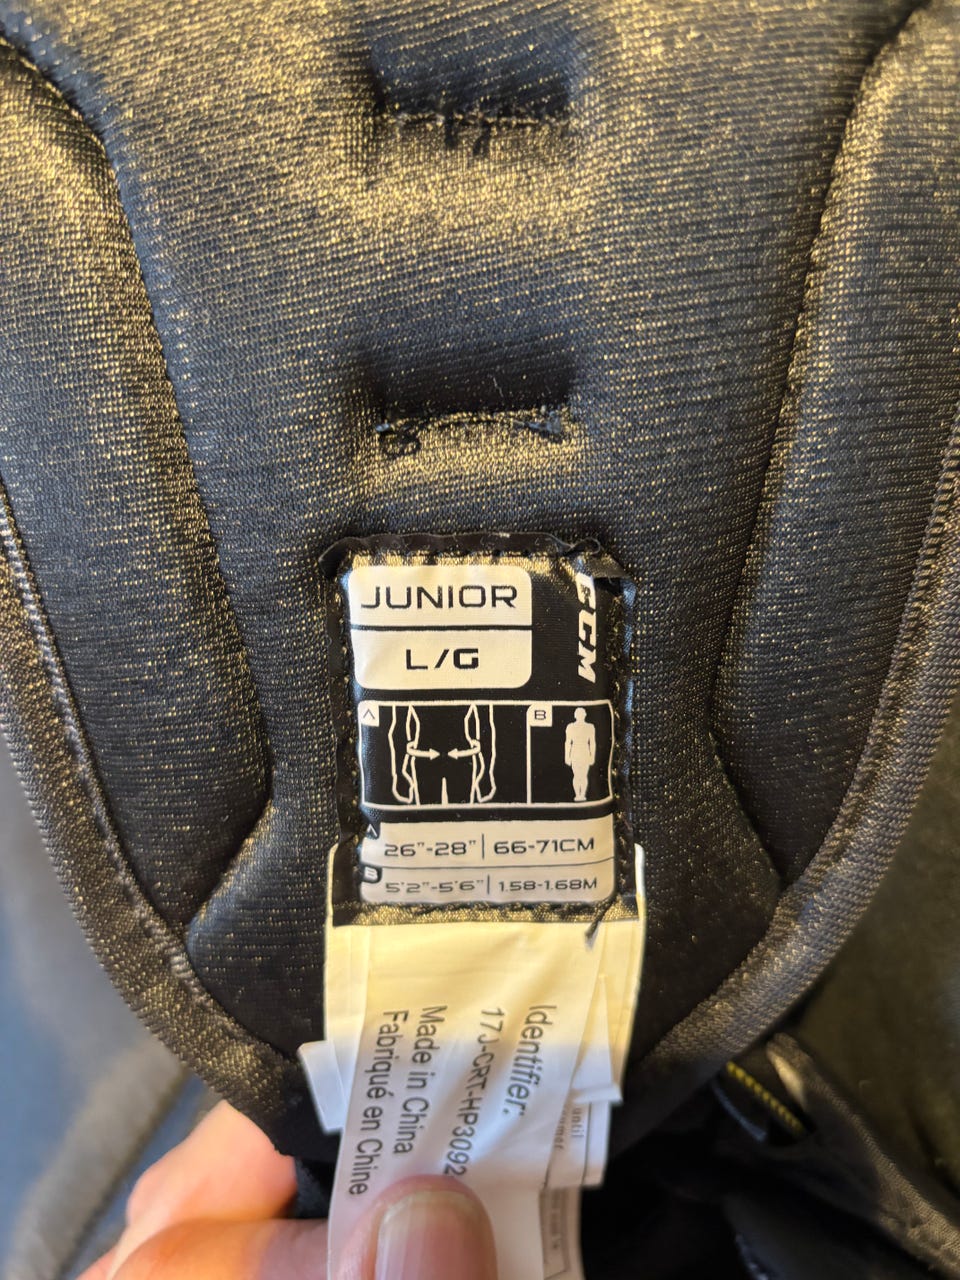 JUNIOR
L/G
CCM
A
B
A 26"-28" | 66-71CM
B 5'2"-5'6" | 1.58-1.68M
Identifier:
17J-CRT-HP3092
Made in China
Fabriqué en Chine
until